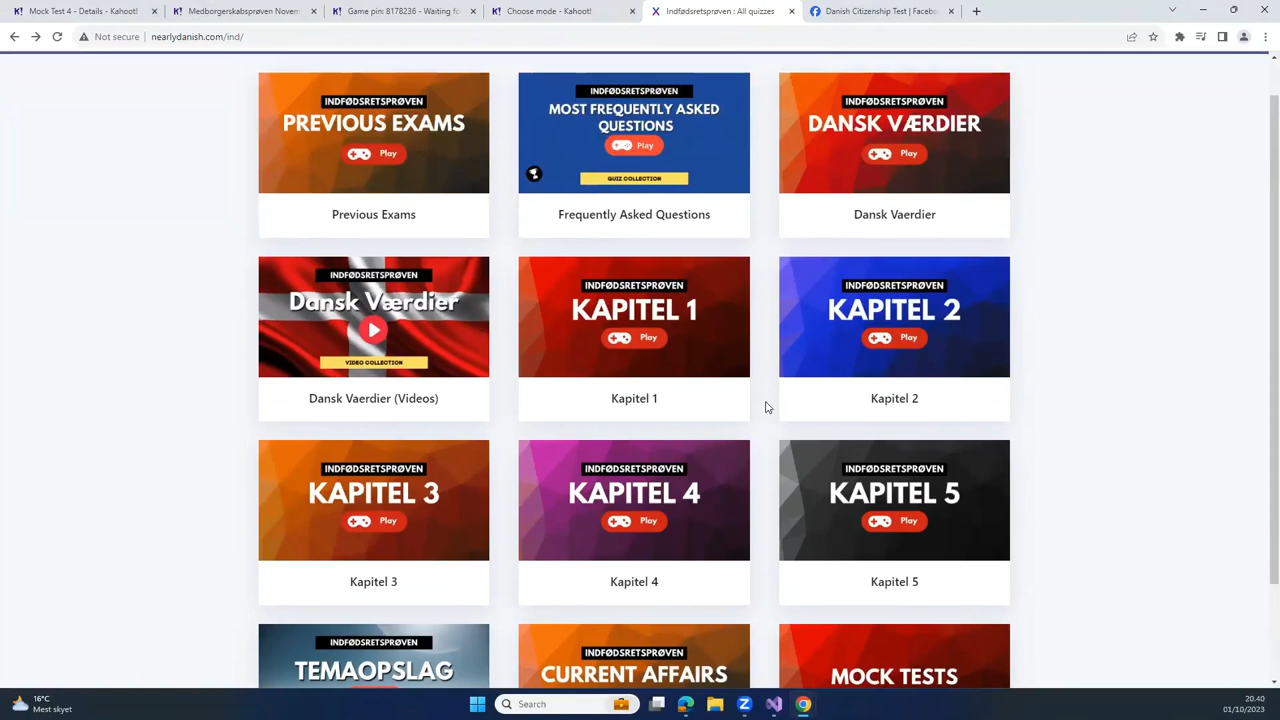 Mock Test 4 - Details - Kahoot!
Medborgerskabsprøven Novem
Game pin: 8178236 - Waiting fo
Choose mode - Kahoot!
Indfødsretsprøven : All quizzes
Danish Citizenship Test | Facebo
Not secure
nearlydanish.com/ind/
INDFØDSRETSPRØVEN
PREVIOUS EXAMS
Play
Previous Exams
INDFØDSRETSPRØVEN
MOST FREQUENTLY ASKED
QUESTIONS
Play
QUIZ COLLECTION
Frequently Asked Questions
INDFØDSRETSPRØVEN
DANSK VÆRDIER
Play
Dansk Vaerdier
INDFØDSRETSPRØVEN
Dansk Værdier
VIDEO COLLECTION
Dansk Vaerdier (Videos)
INDFØDSRETSPRØVEN
KAPITEL 1
Play
Kapitel 1
INDFØDSRETSPRØVEN
KAPITEL 2
Play
Kapitel 2
INDFØDSRETSPRØVEN
KAPITEL 3
Play
Kapitel 3
INDFØDSRETSPRØVEN
KAPITEL 4
Play
Kapitel 4
INDFØDSRETSPRØVEN
KAPITEL 5
Play
Kapitel 5
INDFØDSRETSPRØVEN
TEMAOPSLAG
INDFØDSRETSPRØVEN
CURRENT AFFAIRS
MOCK TESTS
16°C
Mest skyet
Search
20.40
01/10/2023